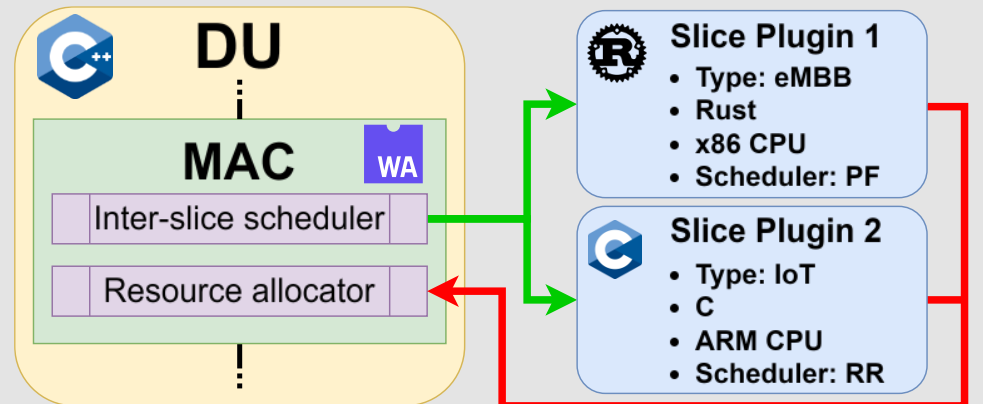 C++
DU
MAC
WA
Inter-slice scheduler
Resource allocator
R
Slice Plugin 1
• Type: eMBB
• Rust
• x86 CPU
• Scheduler: PF
C
Slice Plugin 2
• Type: IoT
• C
• ARM CPU
• Scheduler: RR